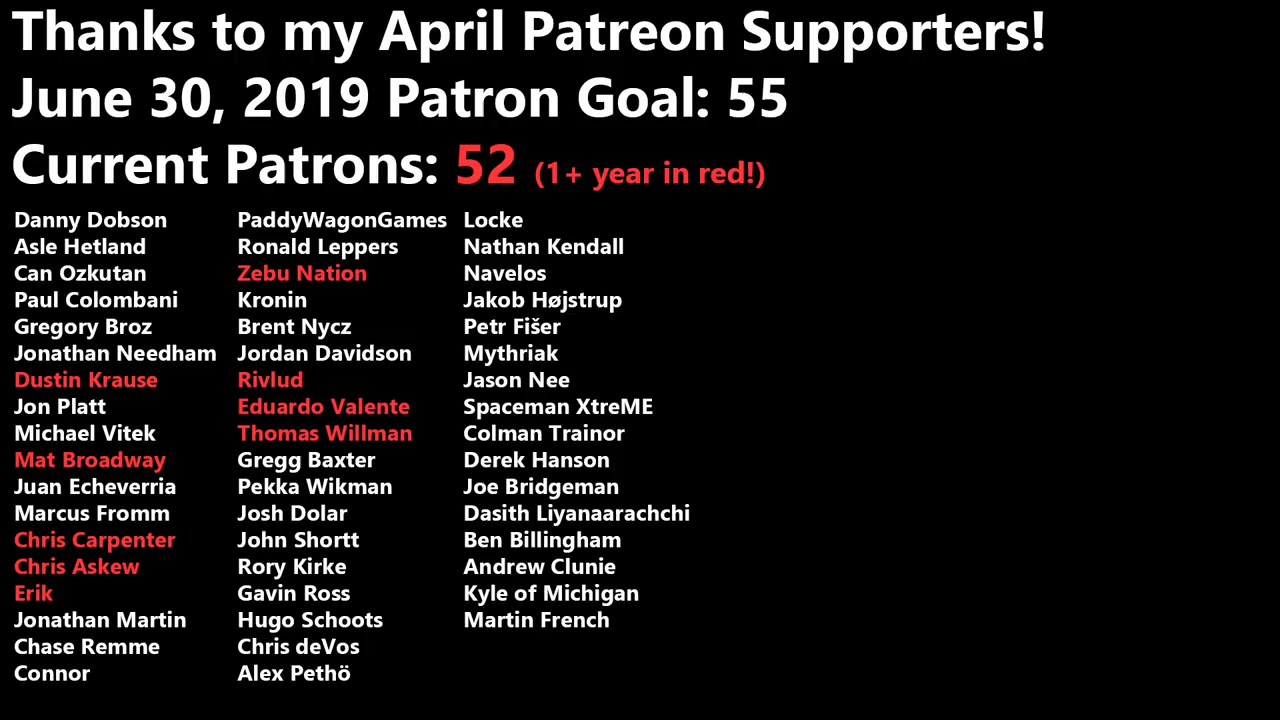 Thanks to my April Patreon Supporters!
June 30, 2019 Patron Goal: 55
Current Patrons: 52 (1+ year in red!)
Danny Dobson
Asle Hetland
Can Ozkutan
Paul Colombani
Gregory Broz
Jonathan Needham
Dustin Krause
Jon Platt
Michael Vitek
Mat Broadway
Juan Echeverria
Marcus Fromm
Chris Carpenter
Chris Askew
Erik
Jonathan Martin
Chase Remme
Connor
PaddyWagonGames
Ronald Leppers
Zebu Nation
Kronin
Brent Nycz
Jordan Davidson
Rivlud
Eduardo Valente
Thomas Willman
Gregg Baxter
Pekka Wikman
Josh Dolar
John Shortt
Rory Kirke
Gavin Ross
Hugo Schoots
Chris deVos
Alex Pethö
Locke
Nathan Kendall
Navelos
Jakob Højstrup
Petr Fišer
Mythriak
Jason Nee
Spaceman XtreME
Colman Trainor
Derek Hanson
Joe Bridgeman
Dasith Liyanaarachchi
Ben Billingham
Andrew Clunie
Kyle of Michigan
Martin French